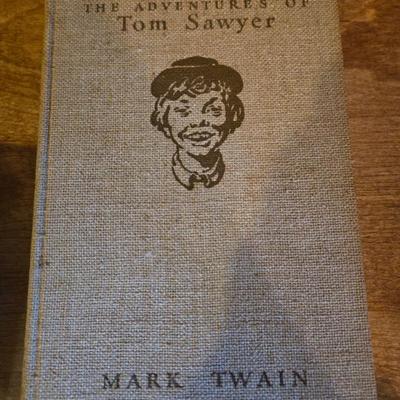 THE ADVENTURES OF
Tom Sawyer
MARK TWAIN